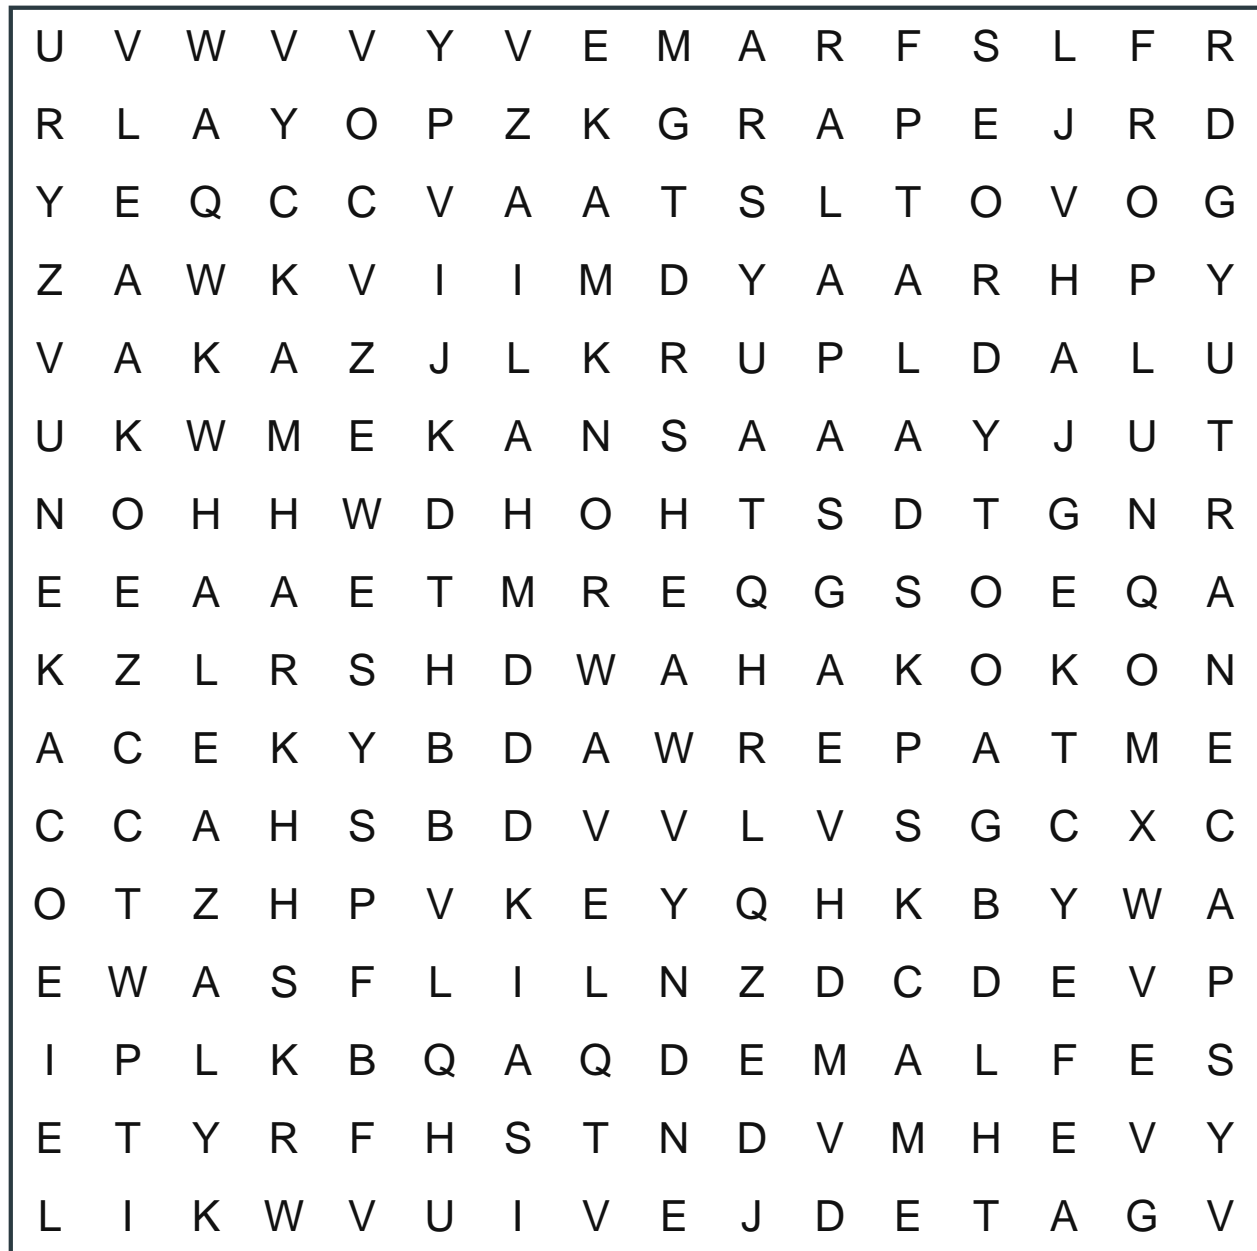 U V W V V Y V E M A R F S L F R
R L A Y O P Z K G R A P E J R D
Y E Q C C V A A T S L T O V O G
Z A W K V I I M D Y A A R H P Y
V A K A Z J L K R U P L D A L U
U K W M E K A N S A A A Y J U T
N O H H W D H O H T S D T G N R
E E A A E T M R E Q G S O E Q A
K Z L R S H D W A H A K O K O N
A C E K Y B D A W R E P A T M E
C C A H S B D V V L V S G C X C
O T Z H P V K E Y Q H K B Y W A
E W A S F L I L N Z D C D E V P
I P L K B Q A Q D E M A L F E S
E T Y R F H S T N D V M H E V Y
L I K W V U I V E J D E T A G V